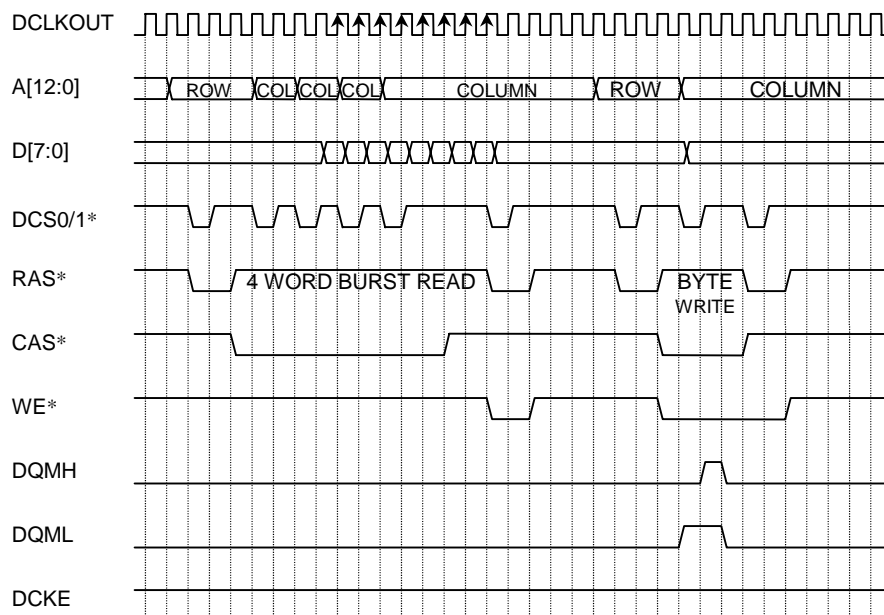 DCLKOUT
A[12:0]
ROW COL COL COL COLUMN ROW COLUMN
D[7:0]
DCS0/1*
RAS*
4 WORD BURST READ BYTE
WRITE
CAS*
WE*
DQMH
DQML
DCKE